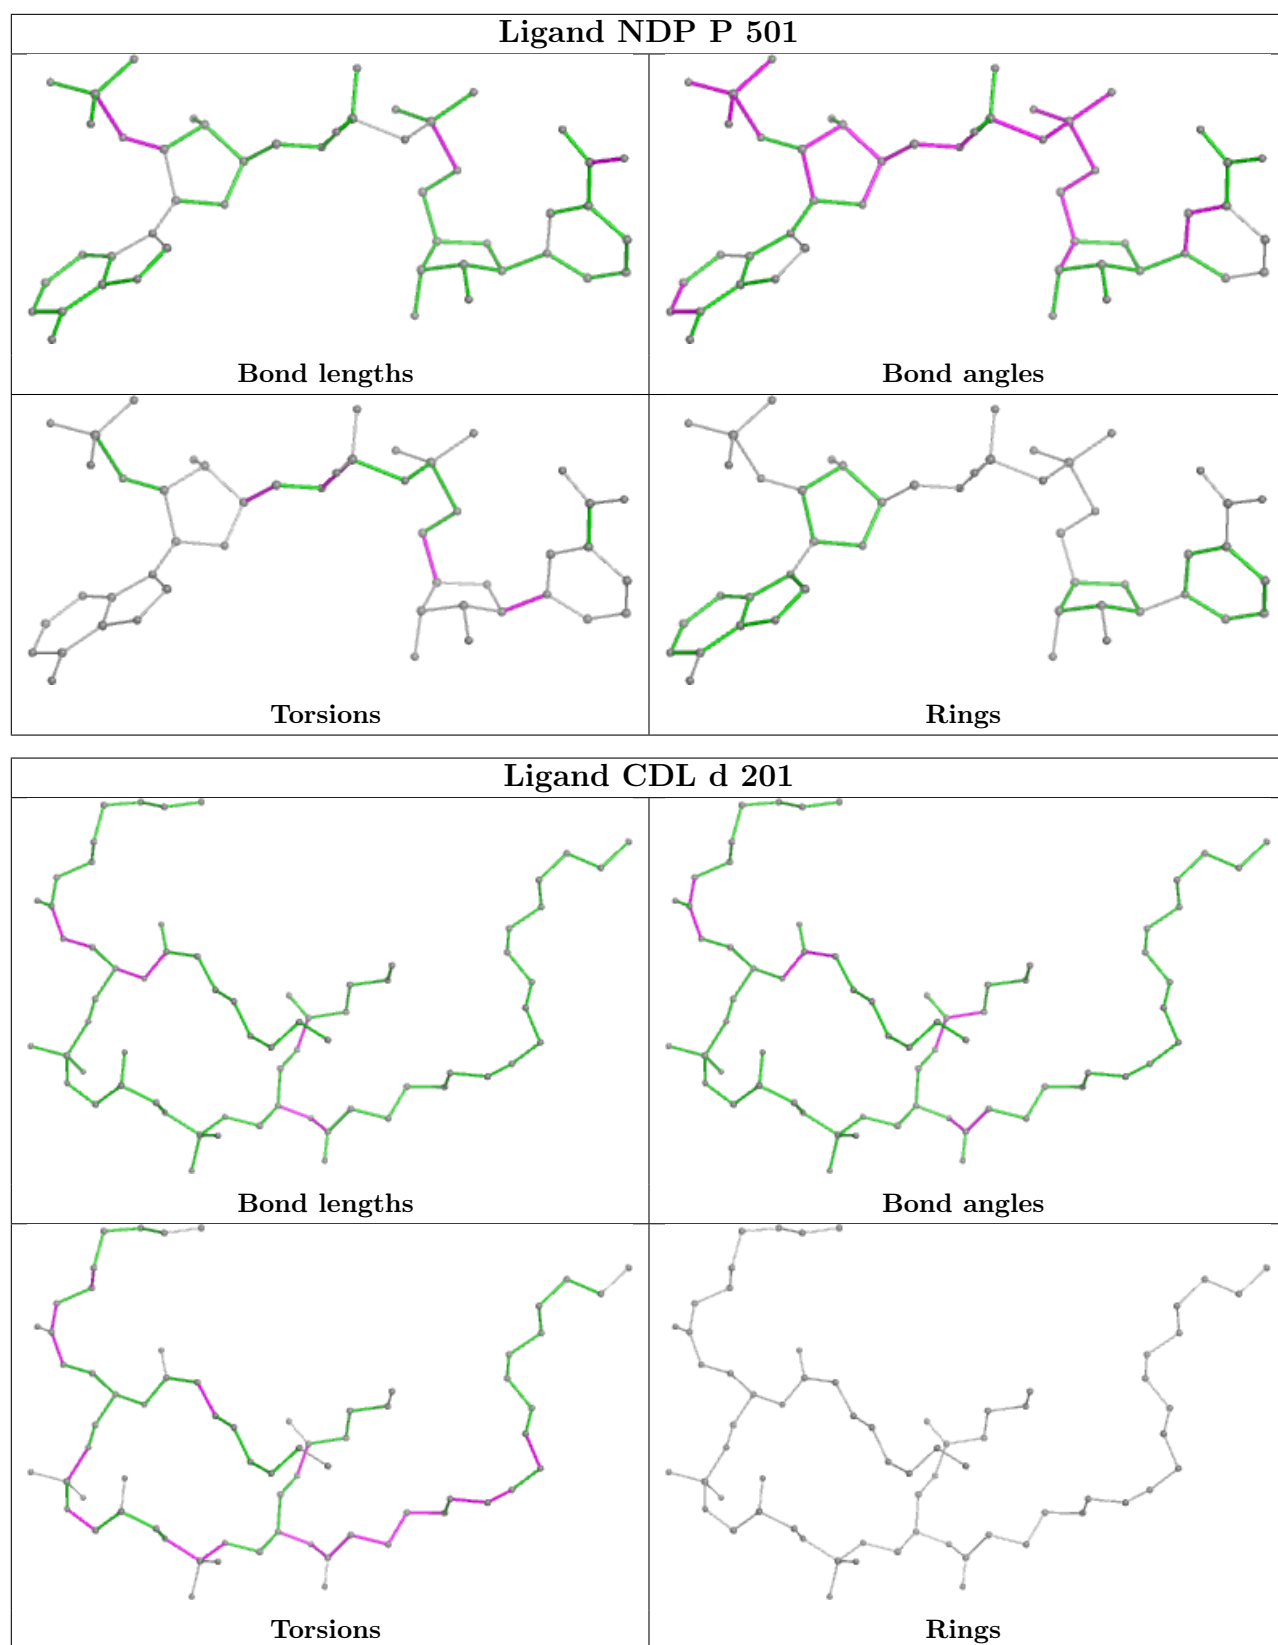 Ligand NDP P 501
Bond lengths
Bond angles
Torsions
Rings
Ligand CDL d 201
Bond lengths
Bond angles
Torsions
Rings